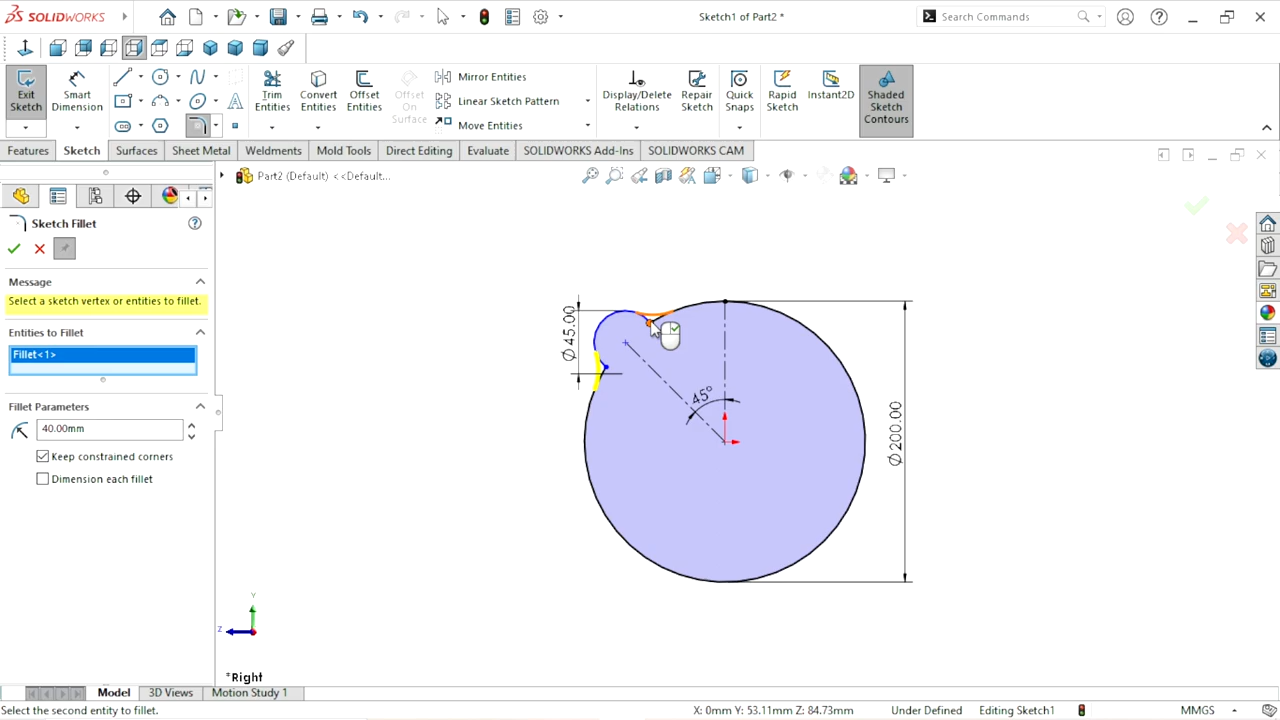 SOLIDWORKS
Sketch1 of Part2 *
Search Commands
Exit Sketch
Smart Dimension
Trim Entities
Convert Entities
Offset Entities
Offset On Surface
Mirror Entities
Linear Sketch Pattern
Move Entities
Display/Delete Relations
Repair Sketch
Quick Snaps
Rapid Sketch
Instant2D
Shaded Sketch Contours
Features
Sketch
Surfaces
Sheet Metal
Weldments
Mold Tools
Direct Editing
Evaluate
SOLIDWORKS Add-Ins
SOLIDWORKS CAM
Part2 (Default) <<Default...
Sketch Fillet
Message
Select a sketch vertex or entities to fillet.
Entities to Fillet
Fillet<1>
Fillet Parameters
40.00mm
Keep constrained corners
Dimension each fillet
Ø45.00
45°
Ø200.00
Y
Z
*Right
Model
3D Views
Motion Study 1
Select the second entity to fillet.
X: 0mm Y: 53.11mm Z: 84.73mm
Under Defined
Editing Sketch1
MMGS